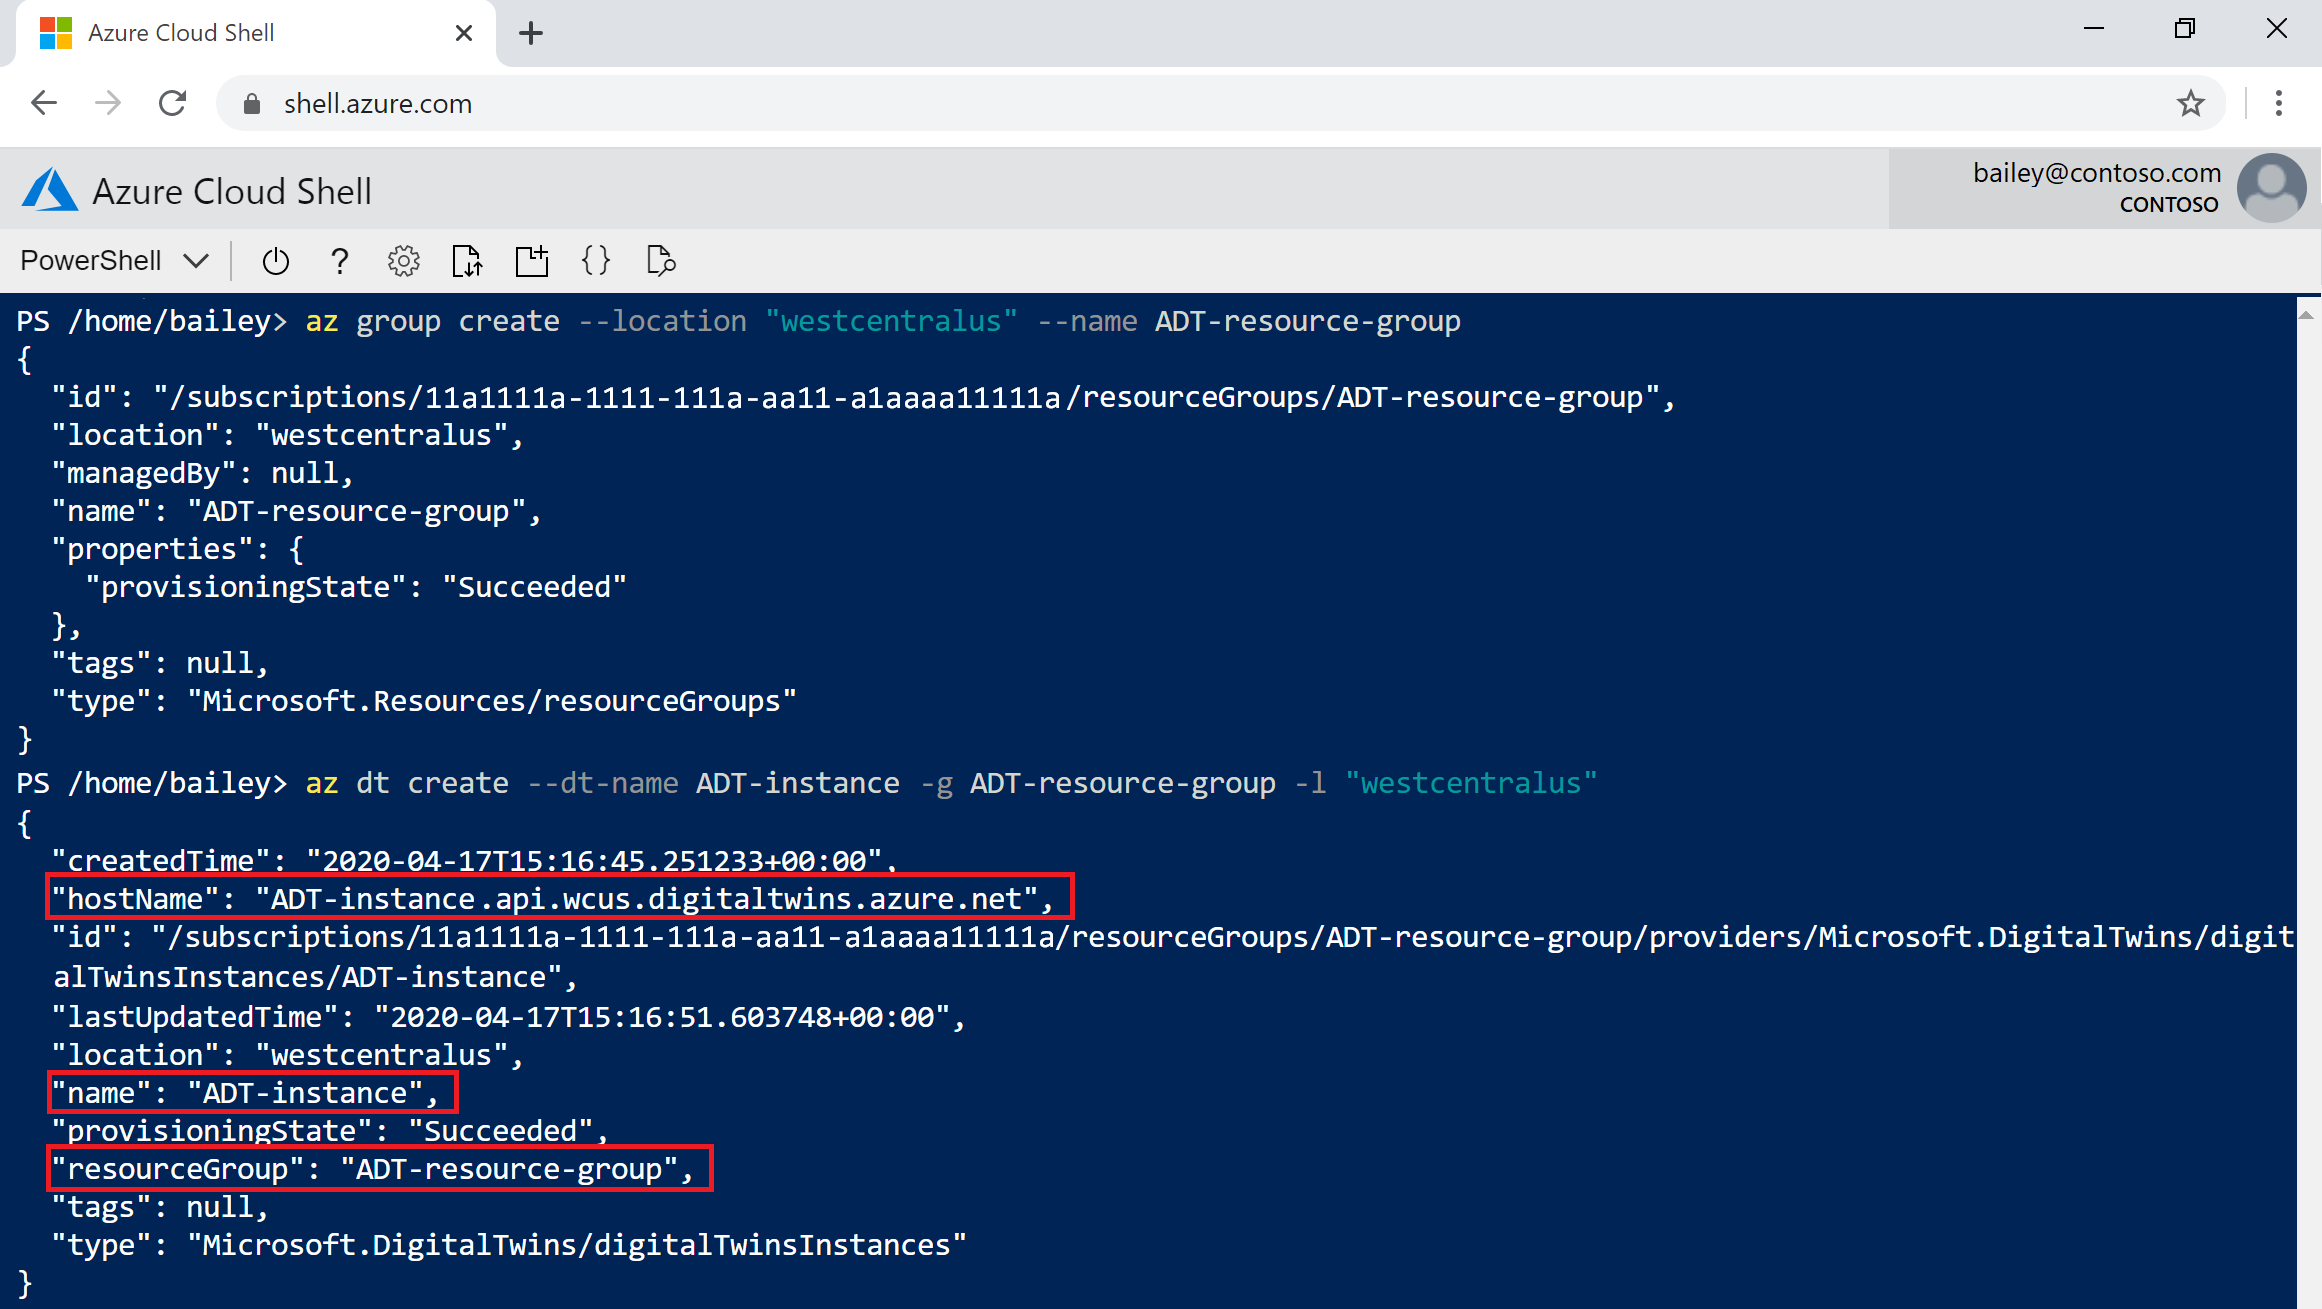 Azure Cloud Shell
shell.azure.com
Azure Cloud Shell
bailey@contoso.com
CONTOSO
PowerShell
PS /home/bailey> az group create --location "westcentralus" --name ADT-resource-group
{
  "id": "/subscriptions/11a1111a-1111-111a-aa11-a1aaaa11111a/resourceGroups/ADT-resource-group",
  "location": "westcentralus",
  "managedBy": null,
  "name": "ADT-resource-group",
  "properties": {
    "provisioningState": "Succeeded"
  },
  "tags": null,
  "type": "Microsoft.Resources/resourceGroups"
}
PS /home/bailey> az dt create --dt-name ADT-instance -g ADT-resource-group -l "westcentralus"
{
  "createdTime": "2020-04-17T15:16:45.251233+00:00",
  "hostName": "ADT-instance.api.wcus.digitaltwins.azure.net",
  "id": "/subscriptions/11a1111a-1111-111a-aa11-a1aaaa11111a/resourceGroups/ADT-resource-group/providers/Microsoft.DigitalTwins/digit
  alTwinsInstances/ADT-instance",
  "lastUpdatedTime": "2020-04-17T15:16:51.603748+00:00",
  "location": "westcentralus",
  "name": "ADT-instance",
  "provisioningState": "Succeeded",
  "resourceGroup": "ADT-resource-group",
  "tags": null,
  "type": "Microsoft.DigitalTwins/digitalTwinsInstances"
}